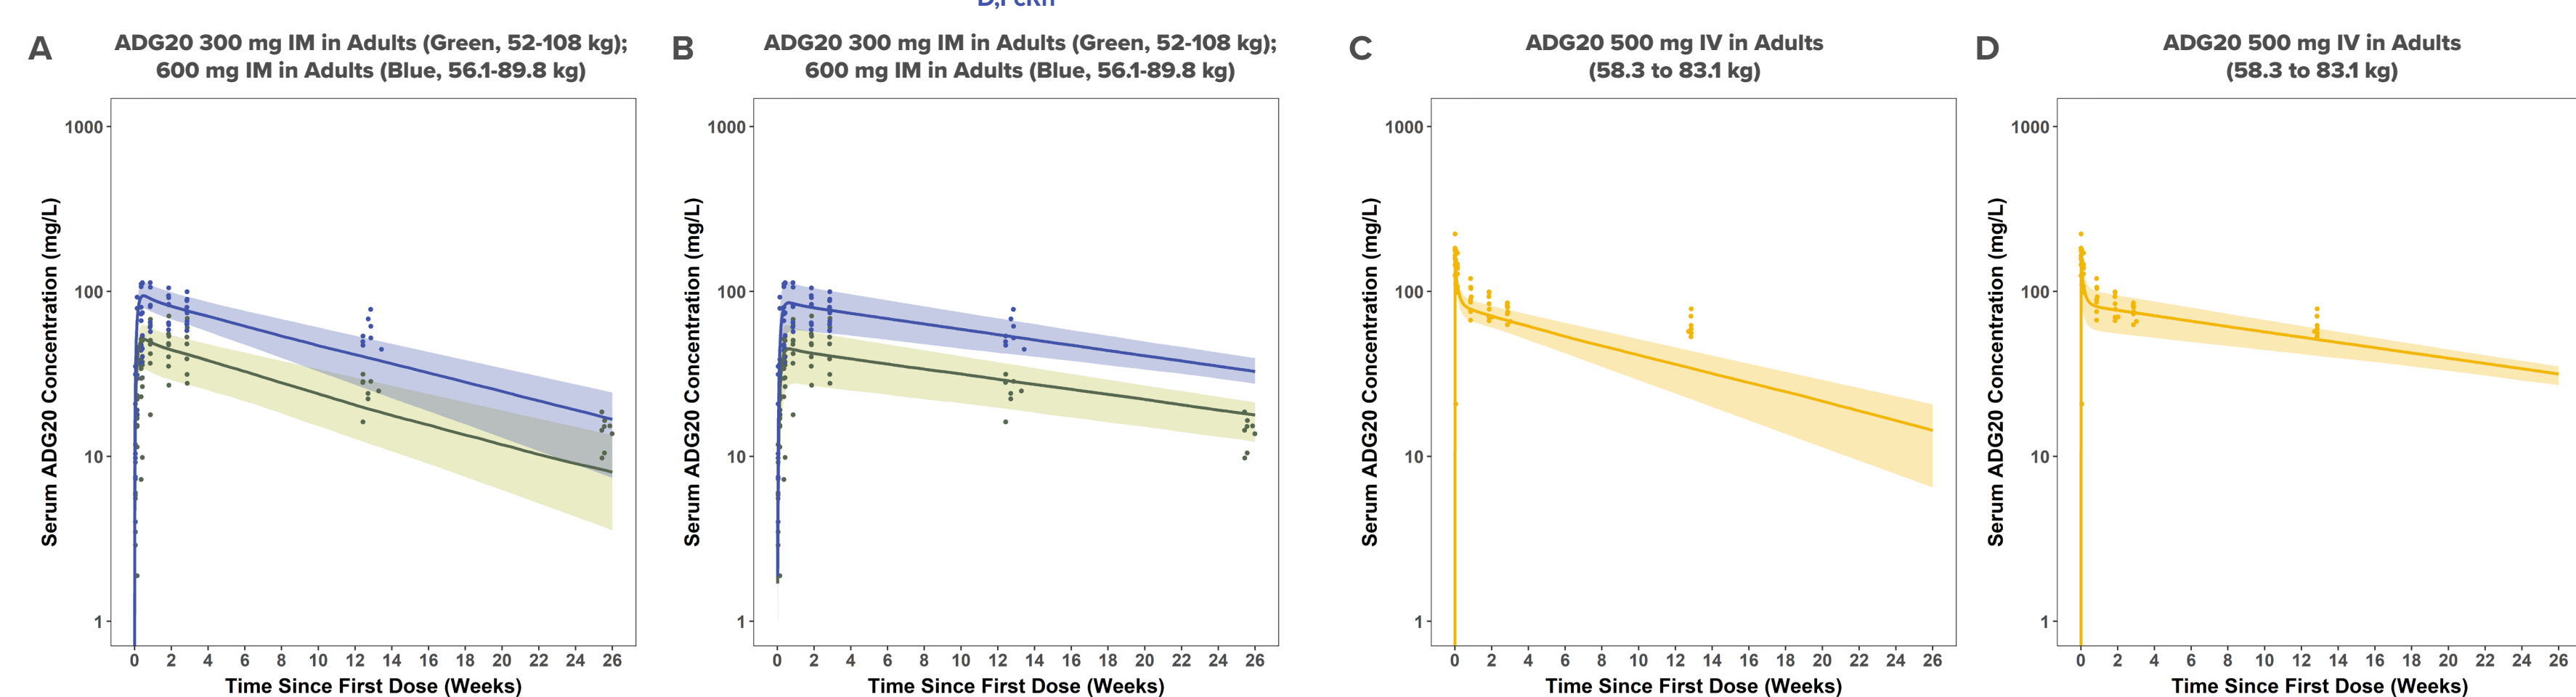 A
ADG20 300 mg IM in Adults (Green, 52-108 kg);
600 mg IM in Adults (Blue, 56.1-89.8 kg)
Serum ADG20 Concentration (mg/L)
1000
100
10
1
0 2 4 6 8 10 12 14 16 18 20 22 24 26
Time Since First Dose (Weeks)
B
ADG20 300 mg IM in Adults (Green, 52-108 kg);
600 mg IM in Adults (Blue, 56.1-89.8 kg)
Serum ADG20 Concentration (mg/L)
1000
100
10
1
0 2 4 6 8 10 12 14 16 18 20 22 24 26
Time Since First Dose (Weeks)
C
ADG20 500 mg IV in Adults
(58.3 to 83.1 kg)
Serum ADG20 Concentration (mg/L)
1000
100
10
1
0 2 4 6 8 10 12 14 16 18 20 22 24 26
Time Since First Dose (Weeks)
D
ADG20 500 mg IV in Adults
(58.3 to 83.1 kg)
Serum ADG20 Concentration (mg/L)
1000
100
10
1
0 2 4 6 8 10 12 14 16 18 20 22 24 26
Time Since First Dose (Weeks)